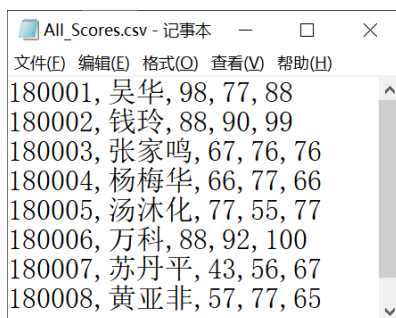 All_Scores.csv - 记事本
文件(F) 编辑(E) 格式(O) 查看(V) 帮助(H)
180001,吴华,98,77,88
180002,钱玲,88,90,99
180003,张家鸣,67,76,76
180004,杨梅华,66,77,66
180005,汤沐化,77,55,77
180006,万科,88,92,100
180007,苏丹平,43,56,67
180008,黄亚非,57,77,65